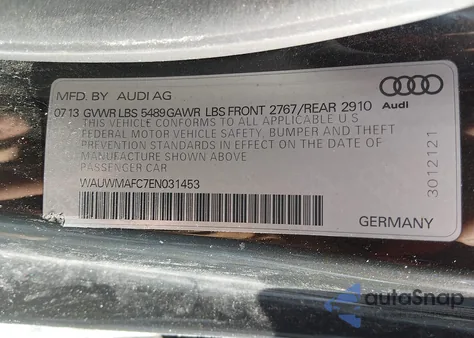 MFD. BY AUDI AG
Audi
0713 GVWR LBS 5489GAWR LBS FRONT 2767/REAR 2910
THIS VEHICLE CONFORMS TO ALL APPLICABLE U.S.
FEDERAL MOTOR VEHICLE SAFETY, BUMPER AND THEFT
PREVENTION STANDARDS IN EFFECT ON THE DATE OF
MANUFACTURE SHOWN ABOVE.
PASSENGER CAR
WAUWMAFC7EN031453
3012121
GERMANY
autoSnap